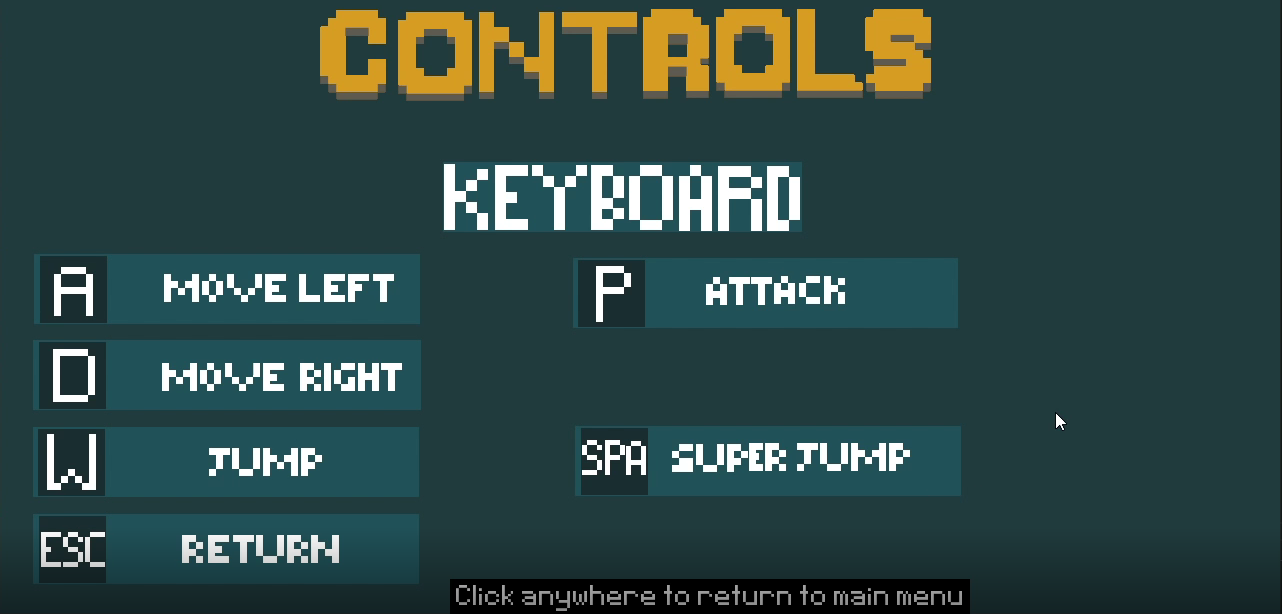 CONTROLS
KEYBOARD
A MOVE LEFT
P ATTACK
D MOVE RIGHT
W JUMP
SPA SUPER JUMP
ESC RETURN
Click anywhere to return to main menu